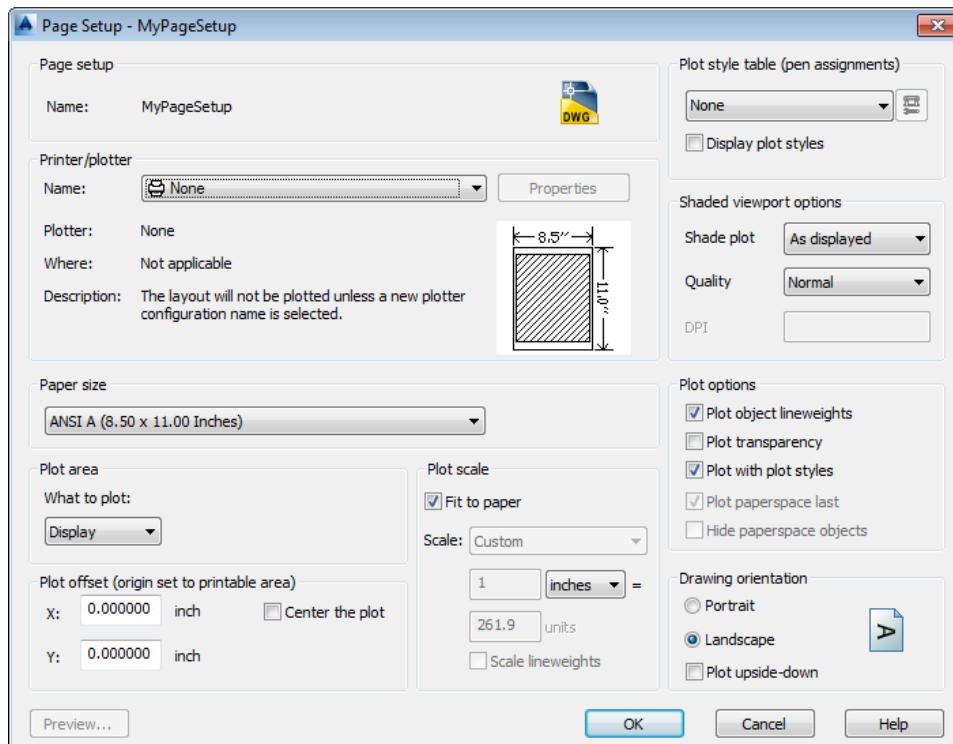 Page Setup - MyPageSetup
Page setup
Name: MyPageSetup
DWG
Printer/plotter
Name: None
Properties
Plotter: None
Where: Not applicable
Description: The layout will not be plotted unless a new plotter
configuration name is selected.
8.5″
11.0″
Paper size
ANSI A (8.50 x 11.00 Inches)
Plot area
What to plot:
Display
Plot offset (origin set to printable area)
X: 0.000000 inch
Center the plot
Y: 0.000000 inch
Plot scale
Fit to paper
Scale: Custom
1 inches =
261.9 units
Scale lineweights
Plot style table (pen assignments)
None
Display plot styles
Shaded viewport options
Shade plot As displayed
Quality Normal
DPI
Plot options
Plot object lineweights
Plot transparency
Plot with plot styles
Plot paperspace last
Hide paperspace objects
Drawing orientation
Portrait
Landscape
A
Plot upside-down
Preview...
OK
Cancel
Help